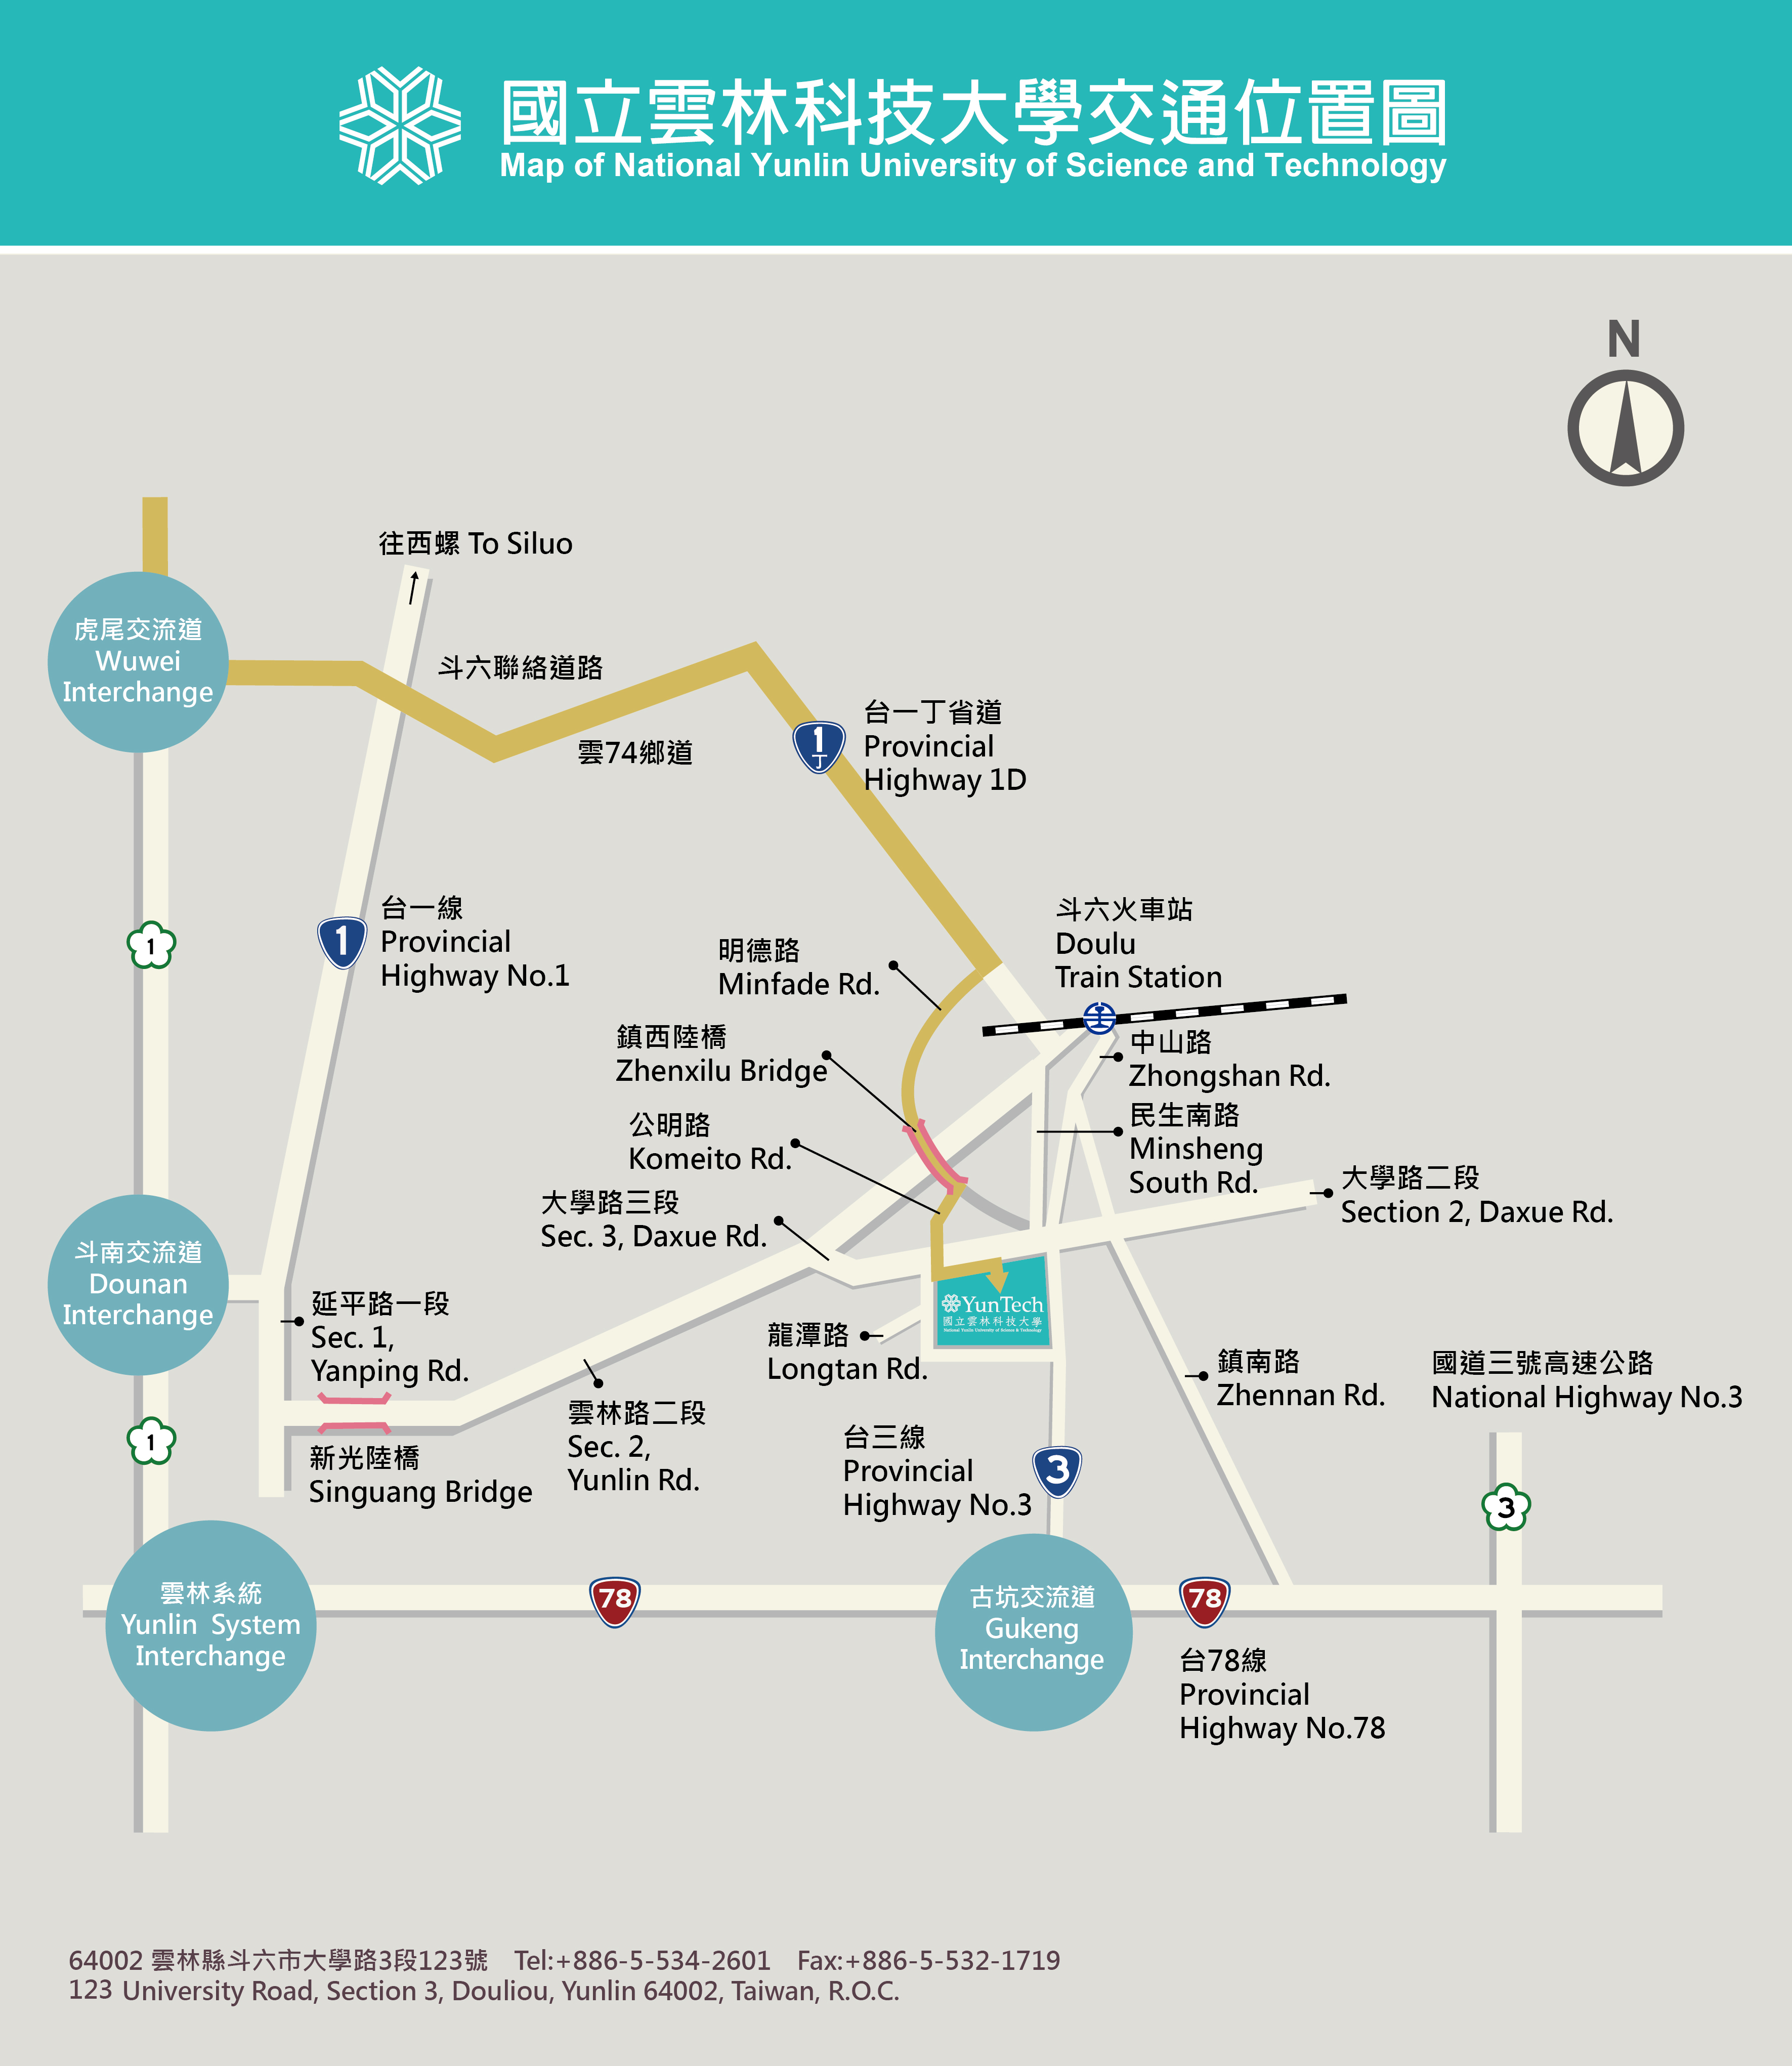 國立雲林科技大學交通位置圖
Map of National Yunlin University of Science and Technology
N
往西螺 To Siluo
虎尾交流道
Wuwei
Interchange
斗六聯絡道路
雲74鄉道
1
丁
台一丁省道
Provincial
Highway 1D
1
1
台一線
Provincial
Highway No.1
明德路
Minfade Rd.
斗六火車站
Doulu
Train Station
鎮西陸橋
Zhenxilu Bridge
中山路
Zhongshan Rd.
公明路
Komeito Rd.
民生南路
Minsheng
South Rd.
大學路三段
Sec. 3, Daxue Rd.
大學路二段
Section 2, Daxue Rd.
斗南交流道
Dounan
Interchange
延平路一段
Sec. 1,
Yanping Rd.
YunTech
國立雲林科技大學
National Yunlin University of Science & Technology
龍潭路
Longtan Rd.
鎮南路
Zhennan Rd.
國道三號高速公路
National Highway No.3
1
新光陸橋
Singuang Bridge
雲林路二段
Sec. 2,
Yunlin Rd.
台三線
Provincial
Highway No.3
3
3
雲林系統
Yunlin System
Interchange
78
古坑交流道
Gukeng
Interchange
78
台78線
Provincial
Highway No.78
64002 雲林縣斗六市大學路3段123號 Tel:+886-5-534-2601 Fax:+886-5-532-1719
123 University Road, Section 3, Douliou, Yunlin 64002, Taiwan, R.O.C.